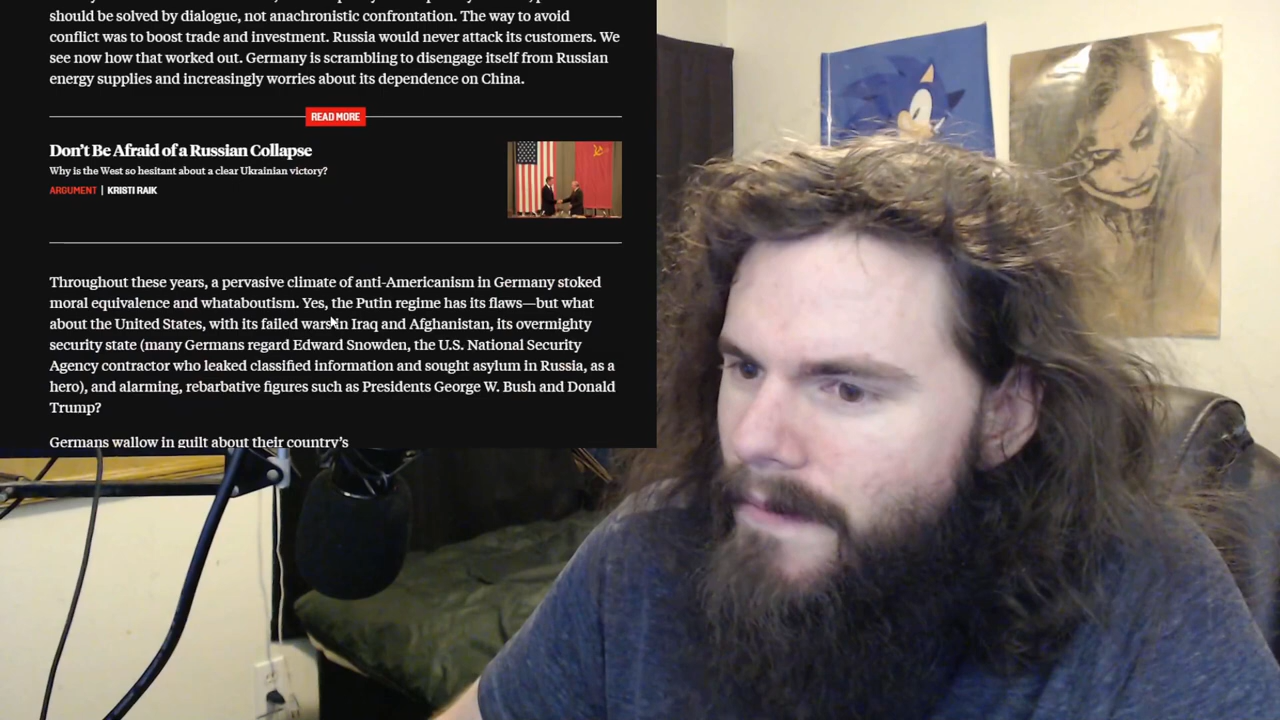 should be solved by dialogue, not anachronistic confrontation. The way to avoid
conflict was to boost trade and investment. Russia would never attack its customers. We
see now how that worked out. Germany is scrambling to disengage itself from Russian
energy supplies and increasingly worries about its dependence on China.
READ MORE
Don’t Be Afraid of a Russian Collapse
Why is the West so hesitant about a clear Ukrainian victory?
ARGUMENT | KRISTI RAIK
Throughout these years, a pervasive climate of anti-Americanism in Germany stoked
moral equivalence and whataboutism. Yes, the Putin regime has its flaws—but what
about the United States, with its failed wars in Iraq and Afghanistan, its overmighty
security state (many Germans regard Edward Snowden, the U.S. National Security
Agency contractor who leaked classified information and sought asylum in Russia, as a
hero), and alarming, rebarbative figures such as Presidents George W. Bush and Donald
Trump?
Germans wallow in guilt about their country’s